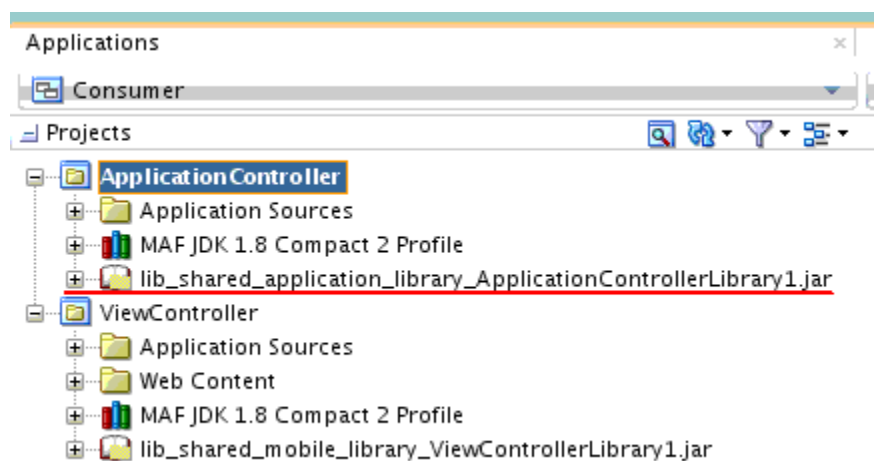 Applications
Consumer
Projects
ApplicationController
Application Sources
MAF JDK 1.8 Compact 2 Profile
lib_shared_application_library_ApplicationControllerLibrary1.jar
ViewController
Application Sources
Web Content
MAF JDK 1.8 Compact 2 Profile
lib_shared_mobile_library_ViewControllerLibrary1.jar